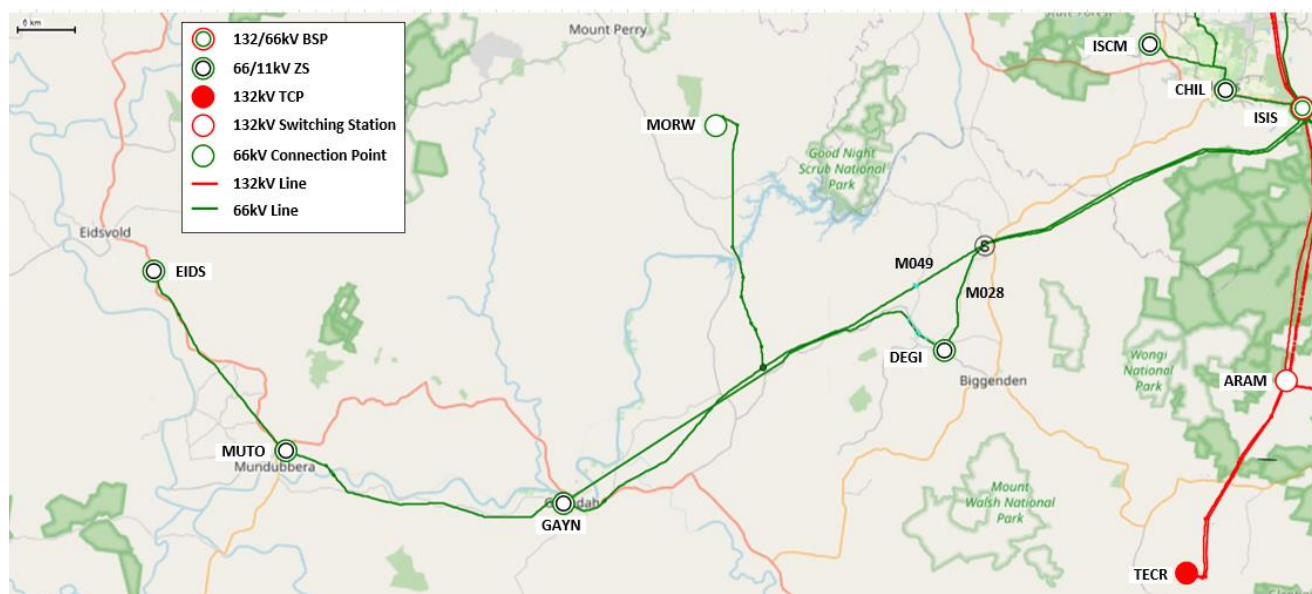 6 km
132/66kV BSP
66/11kV ZS
132kV TCP
132kV Switching Station
66kV Connection Point
132kV Line
66kV Line
Mount Perry
ISCM
CHIL
ISIS
MORW
Good Night
Scrub National
Park
Eidsvold
EIDS
S
M049
M028
DEGI
Biggenden
Wongi
National
Park
ARAM
MUTO
Mundubbera
GAYN
Mount
Walsh National
Park
TECR